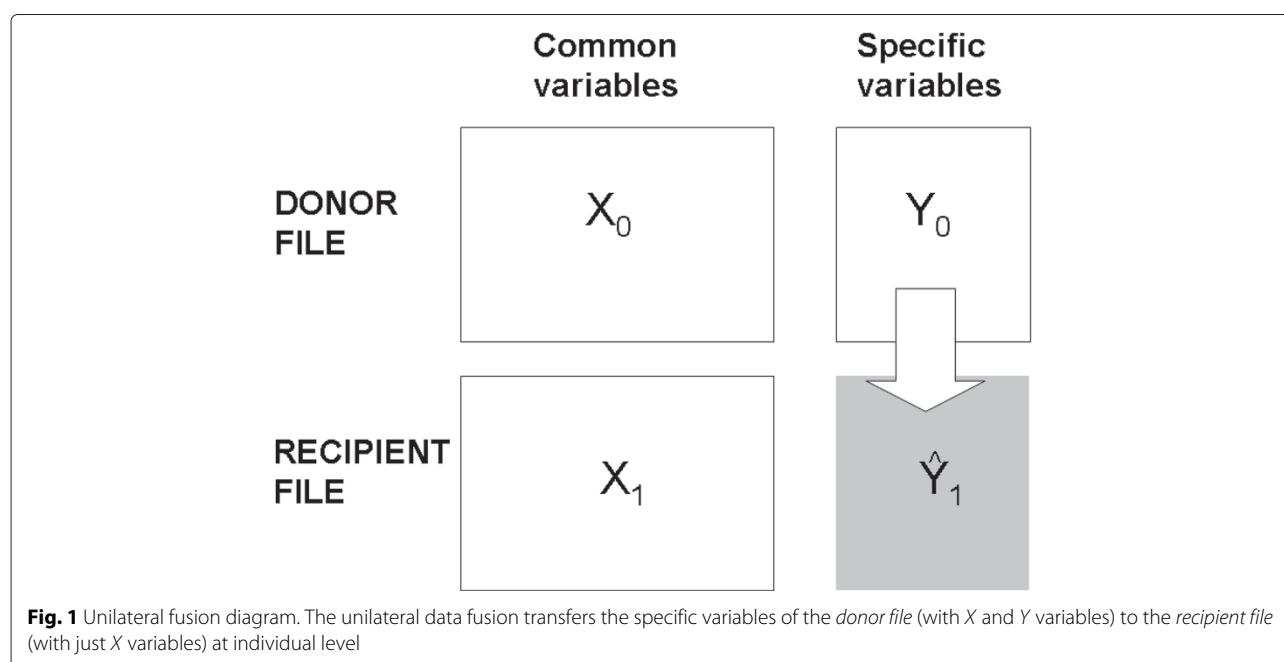 Common variables
Specific variables
DONOR FILE
X₀
Y₀
RECIPIENT FILE
X₁
Ŷ₁
Fig. 1 Unilateral fusion diagram. The unilateral data fusion transfers the specific variables of the donor file (with X and Y variables) to the recipient file
(with just X variables) at individual level